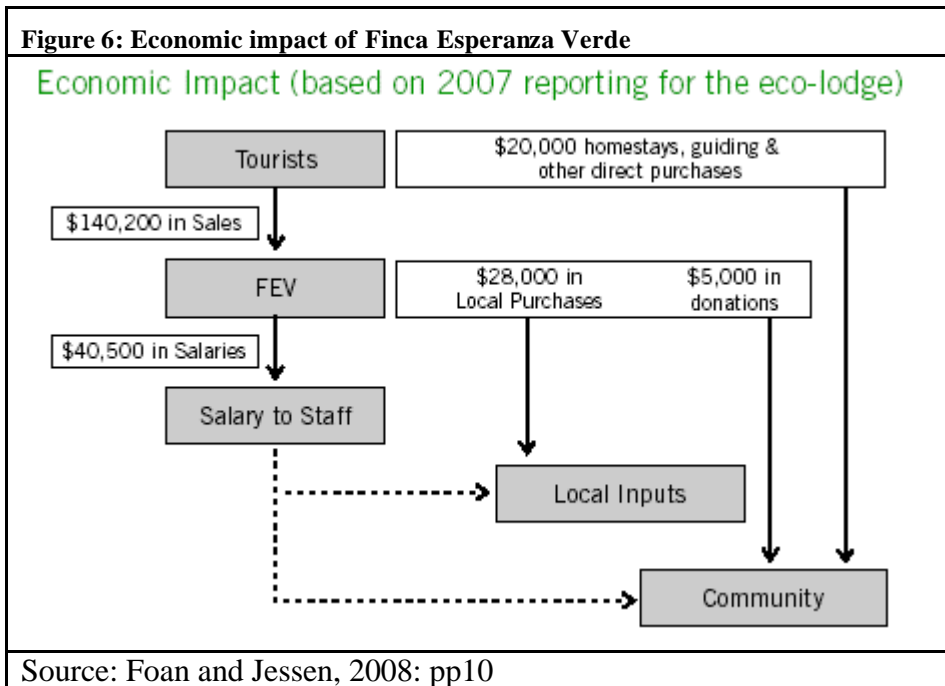 Figure 6: Economic impact of Finca Esperanza Verde
Economic Impact (based on 2007 reporting for the eco-lodge)
Tourists
$20,000 homestays, guiding &
other direct purchases
$140,200 in Sales
FEV
$28,000 in
Local Purchases
$5,000 in
donations
$40,500 in Salaries
Salary to Staff
Local Inputs
Community
Source: Foan and Jessen, 2008: pp10